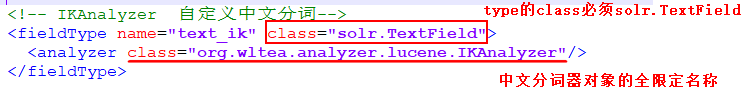 <!-- IKAnalyzer  自定义中文分词-->
type的class必须solr.TextField
<fieldType name="text_ik" class="solr.TextField">
<analyzer class="org.wltea.analyzer.lucene.IKAnalyzer"/>
</fieldType>
中文分词器对象的全限定名称